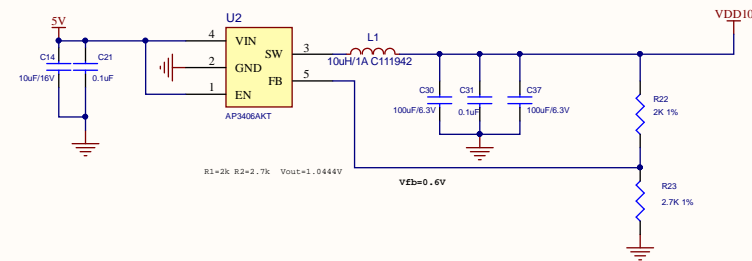 5V
U2
VDD10
C14
C21
10uF/16V
0.1uF
4
VIN
2
GND
1
EN
SW
3
FB
5
AP3406AKT
L1
10uH/1A C111942
C30
C31
C37
100uF/6.3V
0.1uF
100uF/6.3V
R22
2K 1%
R1=2k R2=2.7k Vout=1.0444V
Vfb=0.6V
R23
2.7K 1%